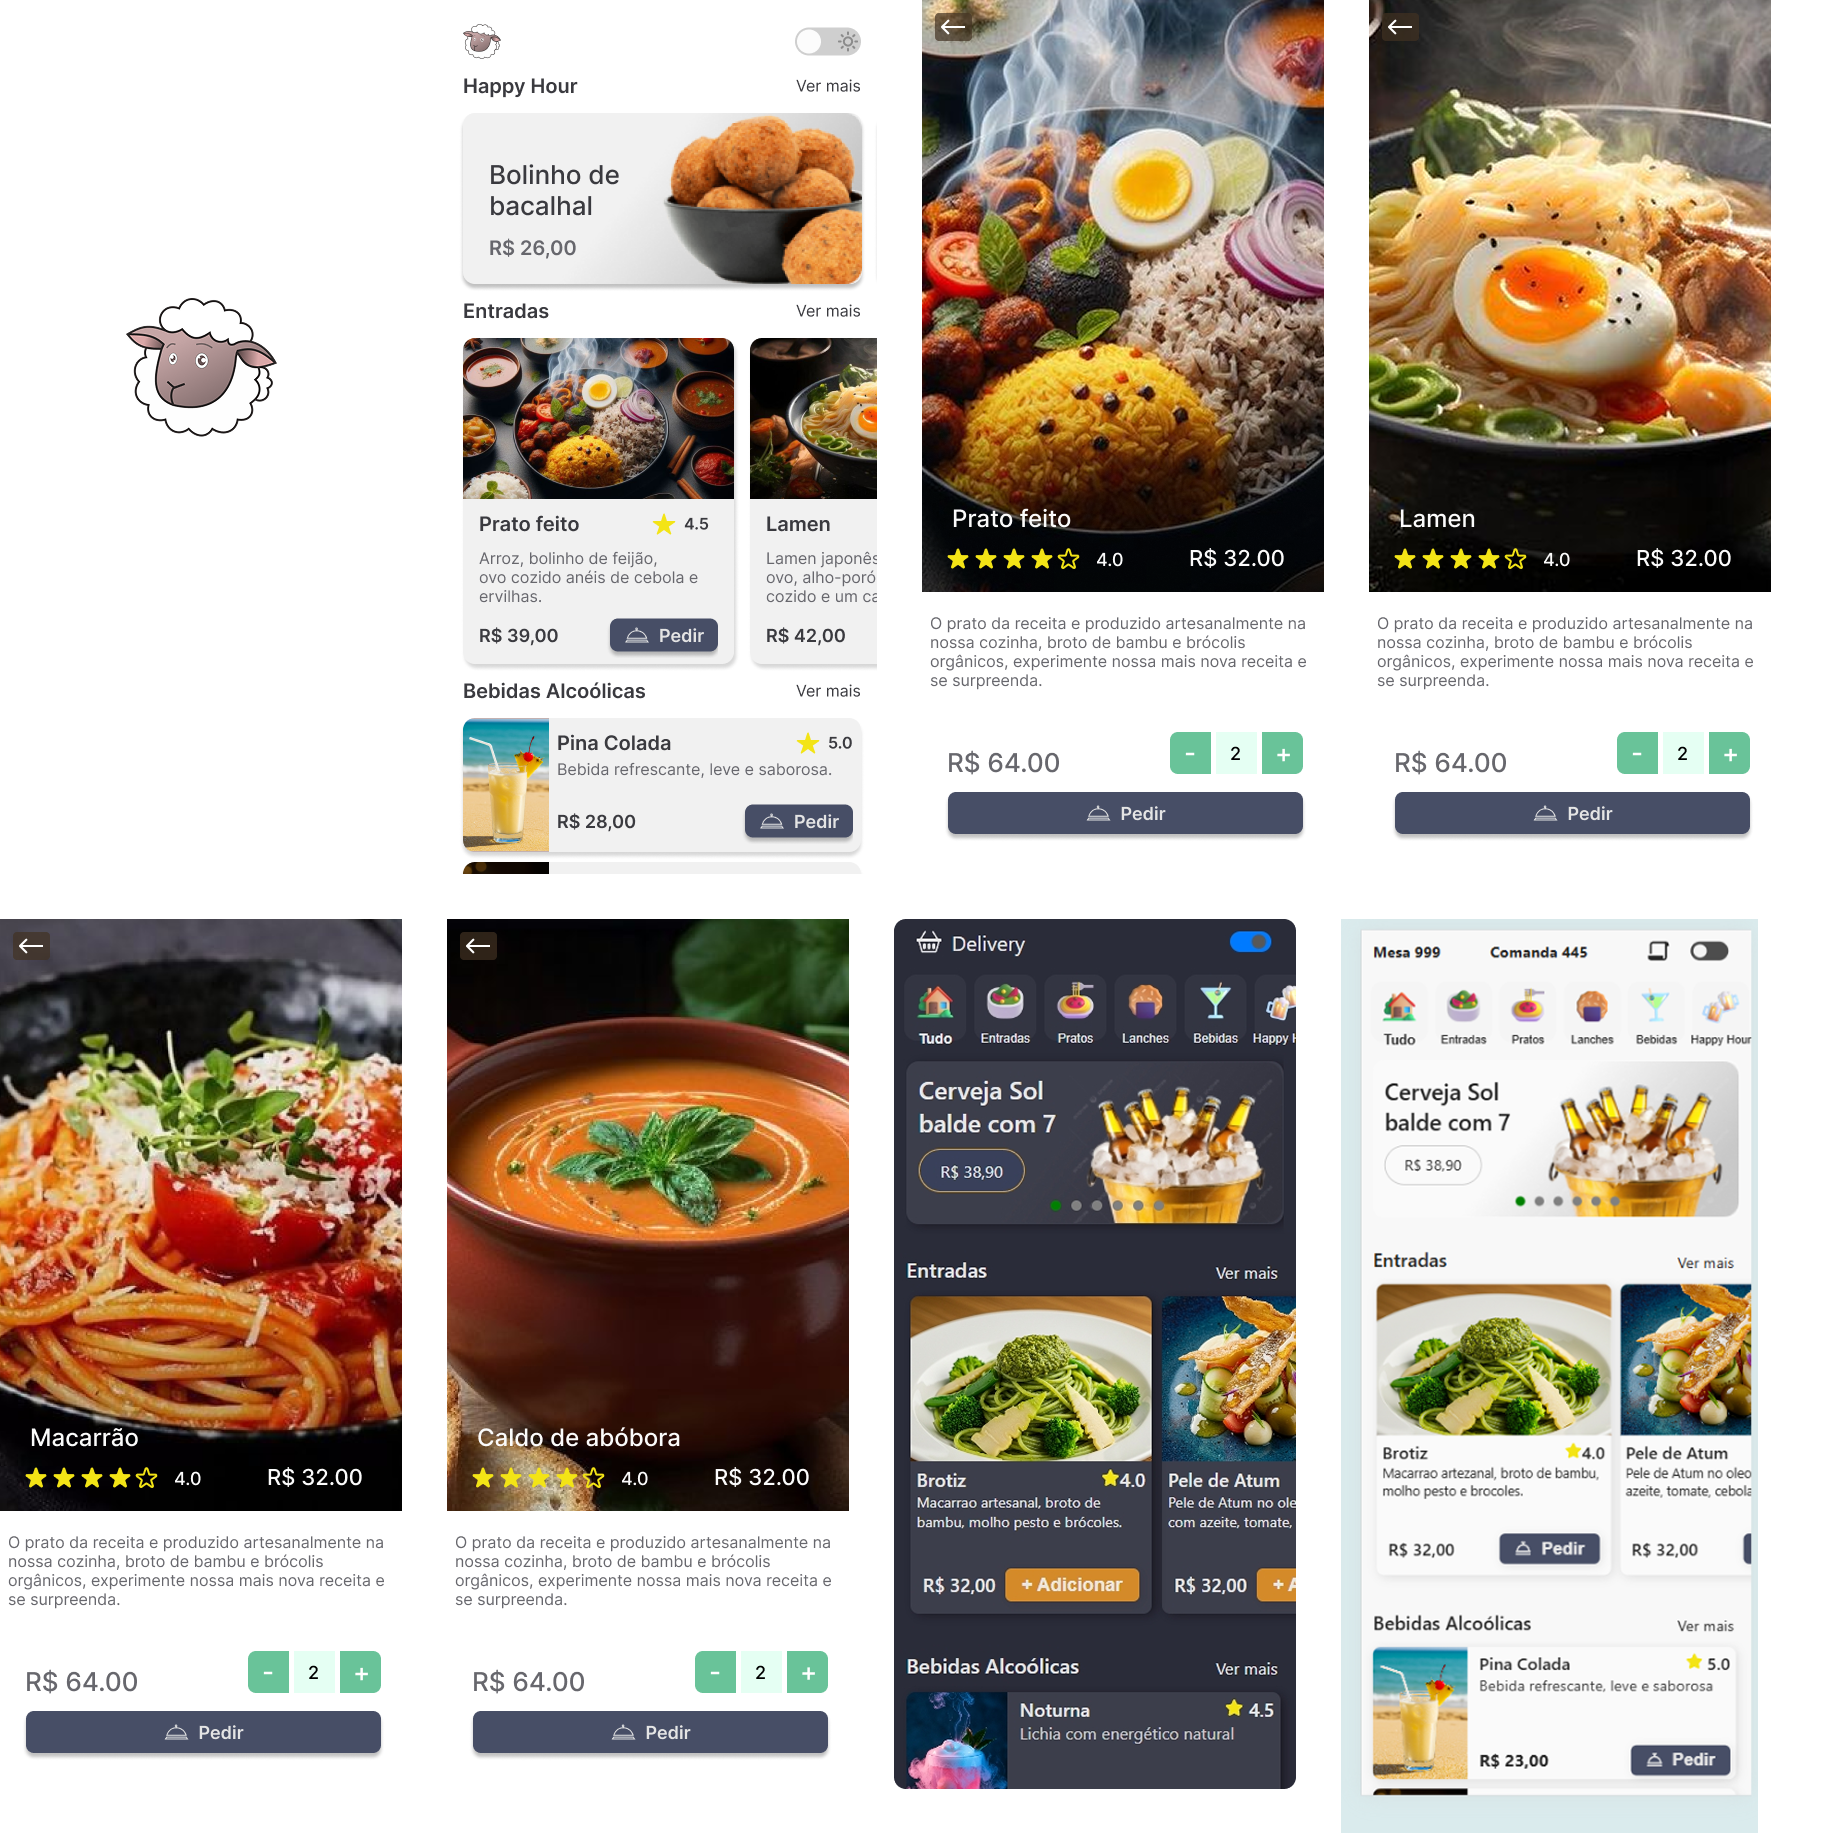 Happy Hour
Ver mais
Bolinho de
bacalhal
R$ 26,00
Entradas
Ver mais
Prato feito
4.5
Arroz, bolinho de feijão,
ovo cozido anéis de cebola e
ervilhas.
R$ 39,00
Pedir
Lamen
Lamen japonês
ovo, alho-poró
cozido e um ca
R$ 42,00
Bebidas Alcoólicas
Ver mais
Pina Colada
5.0
Bebida refrescante, leve e saborosa.
R$ 28,00
Pedir
Prato feito
4.0
R$ 32.00
O prato da receita e produzido artesanalmente na
nossa cozinha, broto de bambu e brócolis
orgânicos, experimente nossa mais nova receita e
se surpreenda.
R$ 64.00
- 2 +
Pedir
Lamen
4.0
R$ 32.00
O prato da receita e produzido artesanalmente na
nossa cozinha, broto de bambu e brócolis
orgânicos, experimente nossa mais nova receita e
se surpreenda.
R$ 64.00
- 2 +
Pedir
Macarrão
4.0
R$ 32.00
O prato da receita e produzido artesanalmente na
nossa cozinha, broto de bambu e brócolis
orgânicos, experimente nossa mais nova receita e
se surpreenda.
R$ 64.00
- 2 +
Pedir
Caldo de abóbora
4.0
R$ 32.00
O prato da receita e produzido artesanalmente na
nossa cozinha, broto de bambu e brócolis
orgânicos, experimente nossa mais nova receita e
se surpreenda.
R$ 64.00
- 2 +
Pedir
Delivery
Tudo
Entradas
Pratos
Lanches
Bebidas
Happy H
Cerveja Sol
balde com 7
R$ 38,90
Entradas
Ver mais
Brotiz
4.0
Macarrao artesanal, broto de
bambu, molho pesto e brócoles.
R$ 32,00
+ Adicionar
Pele de Atum
Pele de Atum no ole
com azeite, tomate,
R$ 32,00
+ A
Bebidas Alcoólicas
Ver mais
Noturna
4.5
Lichia com energético natural
Mesa 999
Comanda 445
Tudo
Entradas
Pratos
Lanches
Bebidas
Happy Hour
Cerveja Sol
balde com 7
R$ 38,90
Entradas
Ver mais
Brotiz
4.0
Macarrao artezanal, broto de bambu,
molho pesto e brocoles.
R$ 32,00
Pedir
Pele de Atum
Pele de Atum no oleo
azeite, tomate, cebola
R$ 32,00
Bebidas Alcoólicas
Ver mais
Pina Colada
5.0
Bebida refrescante, leve e saborosa
R$ 23,00
Pedir